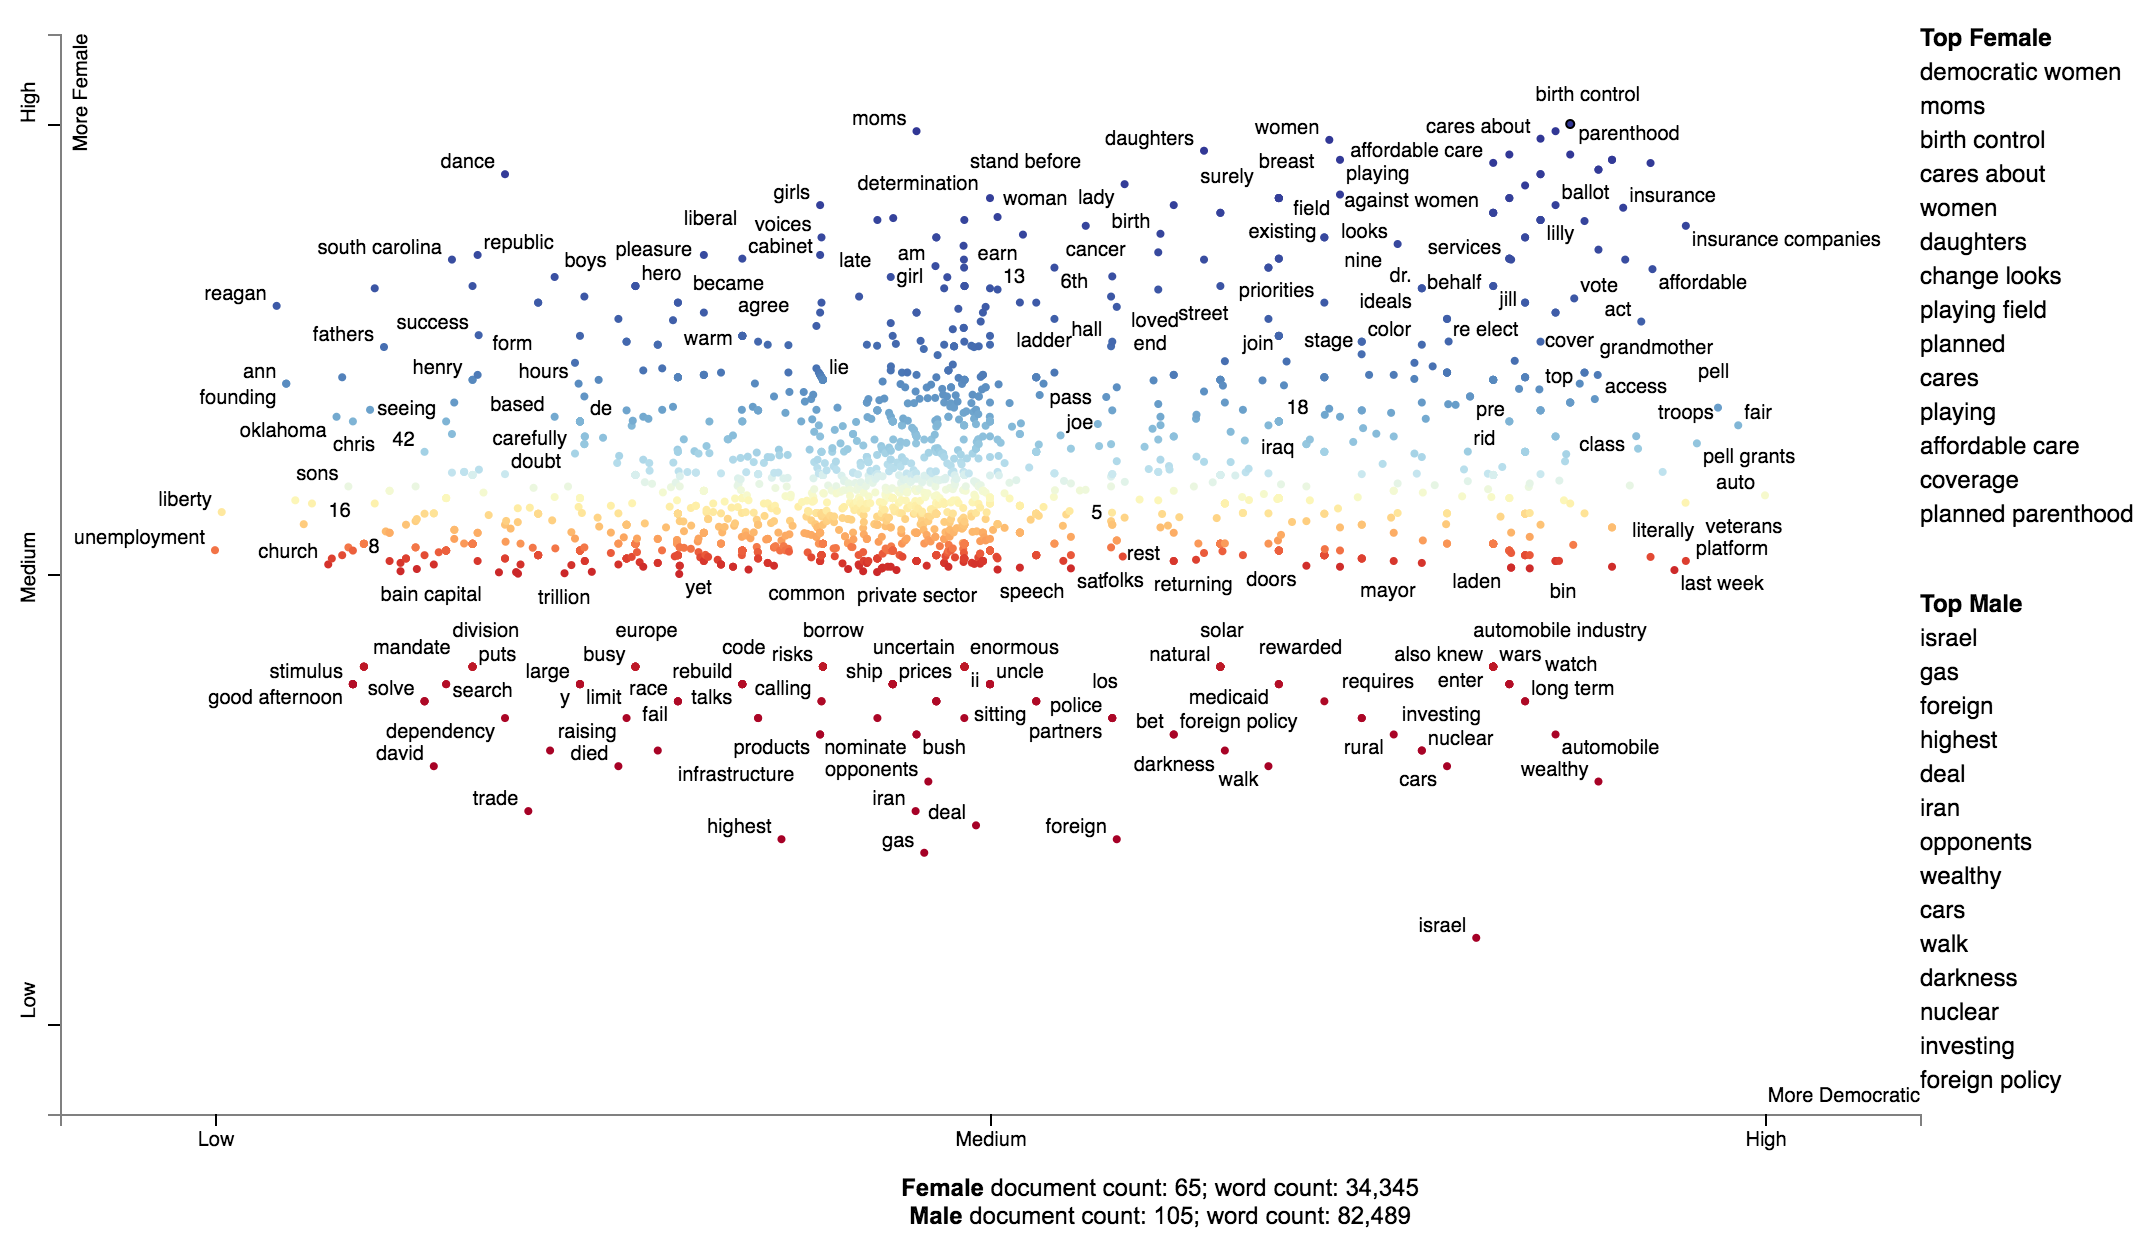 More Female
High
Medium
Low
birth control
moms
cares about
women
parenthood
daughters
affordable care
breast
stand before
dance
playing
surely
determination
girls
woman
lady
ballot
insurance
against women
field
liberal
voices
birth
existing
looks
lilly
insurance companies
south carolina
republic
pleasure
cabinet
am
earn
cancer
services
boys
late
nine
hero
girl
13
6th
dr.
behalf
affordable
became
reagan
priorities
ideals
jill
vote
agree
act
success
loved
street
fathers
form
warm
ladder
hall
end
join
stage
color
re elect
cover
grandmother
ann
henry
hours
lie
top
pell
founding
access
seeing
based
de
pass
18
pre
troops
fair
oklahoma
chris
42
carefully
joe
iraq
rid
class
doubt
pell grants
sons
auto
liberty
16
5
unemployment
literally
veterans
church
8
rest
platform
bain capital
trillion
yet
common
private sector
speech
sat
folks
returning
doors
mayor
laden
bin
last week
division
europe
borrow
solar
automobile industry
mandate
puts
busy
code
risks
uncertain
enormous
natural
rewarded
also knew
wars
watch
stimulus
large
rebuild
ship
prices
uncle
good afternoon
solve
search
y
limit
race
talks
calling
ii
los
medicaid
requires
enter
long term
dependency
raising
fail
sitting
police
partners
bet
foreign policy
investing
david
died
products
nominate
bush
rural
nuclear
automobile
infrastructure
opponents
darkness
walk
cars
wealthy
trade
iran
deal
highest
gas
foreign
israel
More Democratic
Low
Medium
High
Top Female
democratic women
moms
birth control
cares about
women
daughters
change looks
playing field
planned
cares
playing
affordable care
coverage
planned parenthood
Top Male
israel
gas
foreign
highest
deal
iran
opponents
wealthy
cars
walk
darkness
nuclear
investing
foreign policy
Female document count: 65; word count: 34,345
Male document count: 105; word count: 82,489